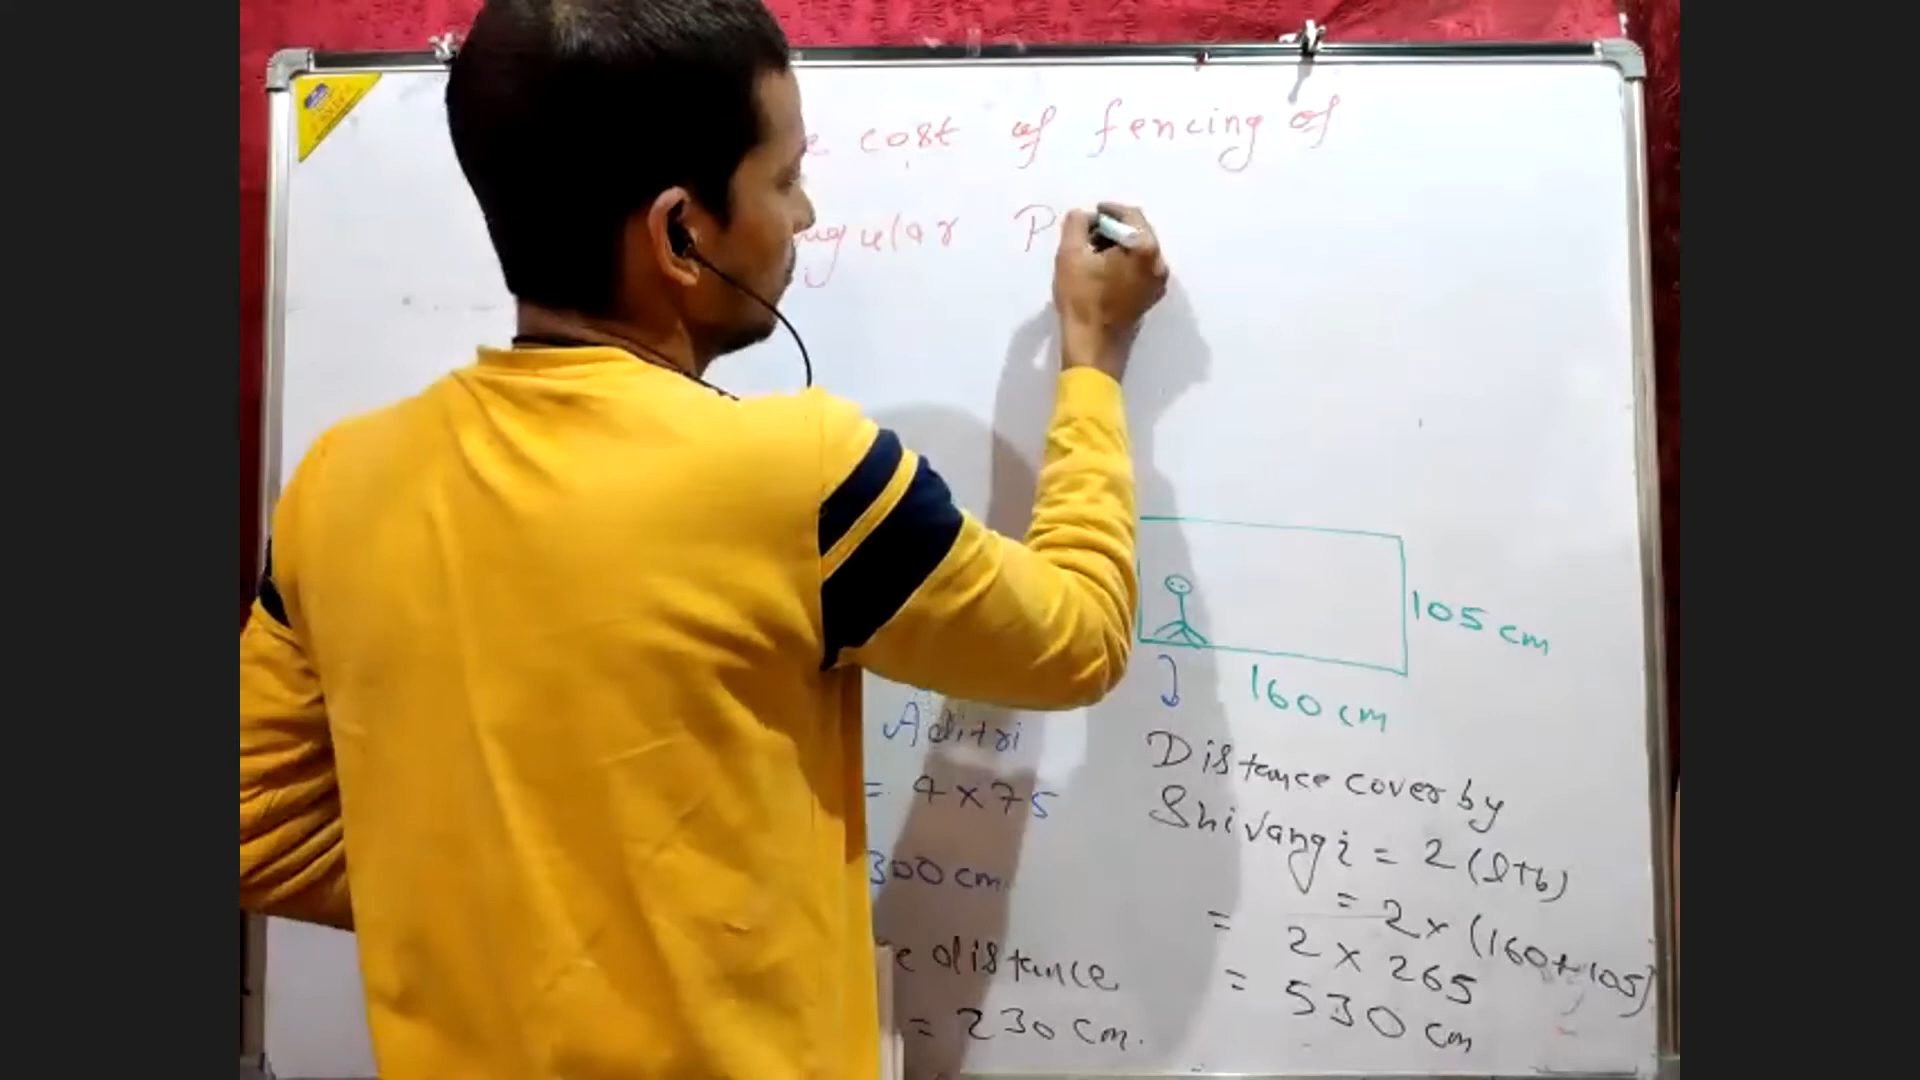 cost of fencing of
105 cm
160 cm
Aditri
= 4 x 75
300 cm.
distance
= 230 cm.
Distance cover by
Shivangi = 2 (l+b)
= 2 x (160+105)
= 2 x 265
= 530 cm